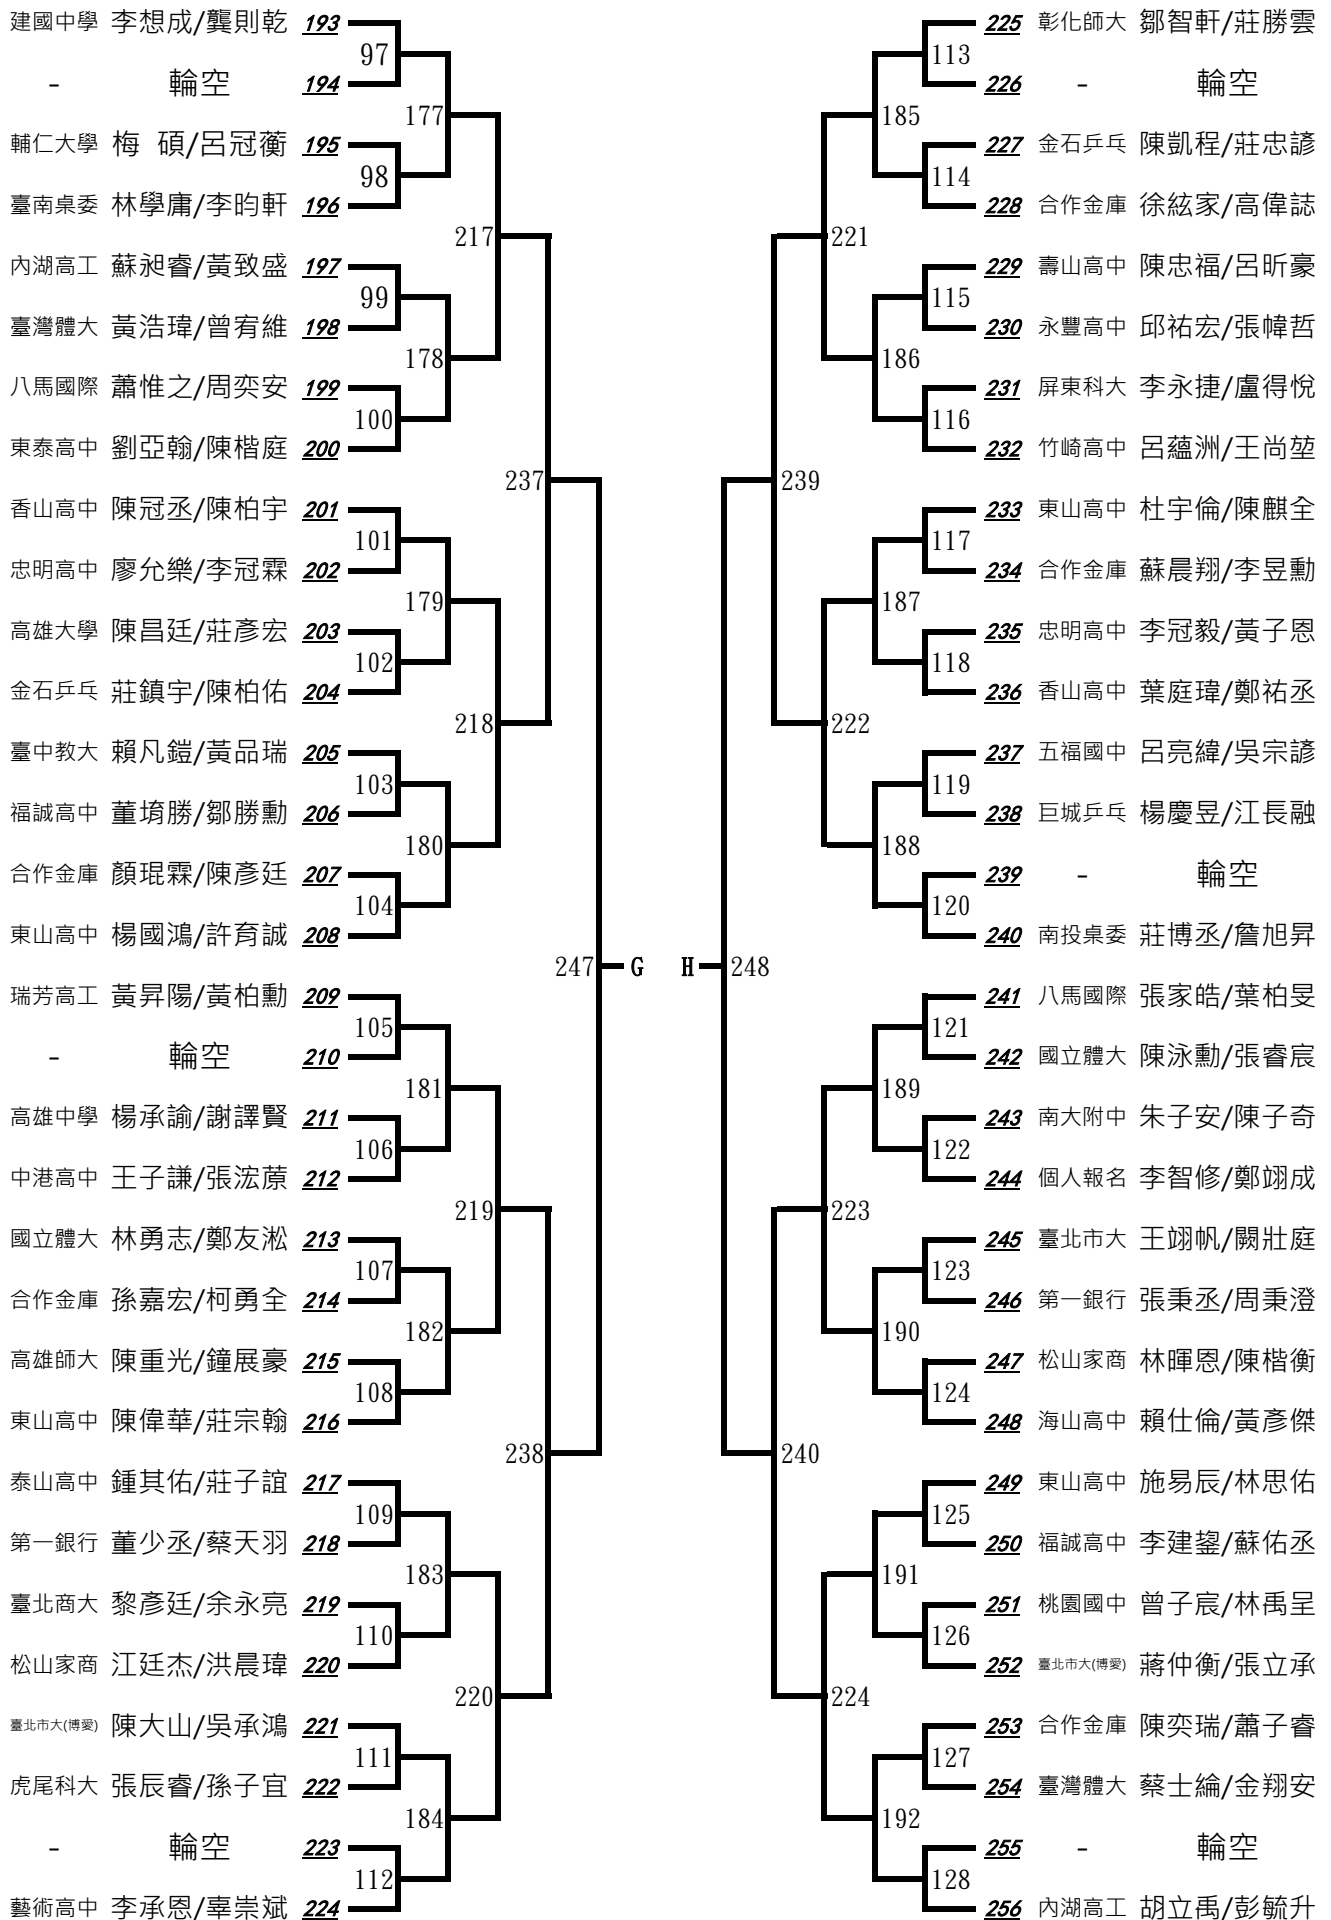 建國中學 李想成/龔則乾 193
97
- 輪空 194
177
輔仁大學 梅 碩/呂冠蘅 195
98
臺南桌委 林學庸/李昀軒 196
217
內湖高工 蘇昶睿/黃致盛 197
99
臺灣體大 黃浩瑋/曾宥維 198
178
八馬國際 蕭惟之/周奕安 199
100
東泰高中 劉亞翰/陳楷庭 200
237
香山高中 陳冠丞/陳柏宇 201
101
忠明高中 廖允樂/李冠霖 202
179
高雄大學 陳昌廷/莊彥宏 203
102
金石乒乓 莊鎮宇/陳柏佑 204
218
臺中教大 賴凡鎧/黃品瑞 205
103
福誠高中 董堉勝/鄒勝勳 206
180
合作金庫 顏琨霖/陳彥廷 207
104
東山高中 楊國鴻/許育誠 208
247 G
瑞芳高工 黃昇陽/黃柏勳 209
105
- 輪空 210
181
高雄中學 楊承諭/謝譯賢 211
106
中港高中 王子謙/張浤蒝 212
219
國立體大 林勇志/鄭友淞 213
107
合作金庫 孫嘉宏/柯勇全 214
182
高雄師大 陳重光/鐘展豪 215
108
東山高中 陳偉華/莊宗翰 216
238
泰山高中 鍾其佑/莊子誼 217
109
第一銀行 董少丞/蔡天羽 218
183
臺北商大 黎彥廷/余永亮 219
110
松山家商 江廷杰/洪晨瑋 220
220
臺北市大(博愛) 陳大山/吳承鴻 221
111
虎尾科大 張辰睿/孫子宜 222
184
- 輪空 223
112
藝術高中 李承恩/辜崇斌 224
225 彰化師大 鄒智軒/莊勝雲
113
226 - 輪空
185
227 金石乒乓 陳凱程/莊忠諺
114
228 合作金庫 徐絃家/高偉誌
221
229 壽山高中 陳忠福/呂昕豪
115
230 永豐高中 邱祐宏/張幃哲
186
231 屏東科大 李永捷/盧得悅
116
232 竹崎高中 呂蘊洲/王尚堃
239
233 東山高中 杜宇倫/陳麒全
117
234 合作金庫 蘇晨翔/李昱勳
187
235 忠明高中 李冠毅/黃子恩
118
236 香山高中 葉庭瑋/鄭祐丞
222
237 五福國中 呂亮緯/吳宗諺
119
238 巨城乒乓 楊慶昱/江長融
188
239 - 輪空
120
240 南投桌委 莊博丞/詹旭昇
H 248
241 八馬國際 張家皓/葉柏旻
121
242 國立體大 陳泳勳/張睿宸
189
243 南大附中 朱子安/陳子奇
122
244 個人報名 李智修/鄭翊成
223
245 臺北市大 王翊帆/闕壯庭
123
246 第一銀行 張秉丞/周秉澄
190
247 松山家商 林暉恩/陳楷衡
124
248 海山高中 賴仕倫/黃彥傑
240
249 東山高中 施易辰/林思佑
125
250 福誠高中 李建鋆/蘇佑丞
191
251 桃園國中 曾子宸/林禹呈
126
252 臺北市大(博愛) 蔣仲衡/張立承
224
253 合作金庫 陳奕瑞/蕭子睿
127
254 臺灣體大 蔡士綸/金翔安
192
255 - 輪空
128
256 內湖高工 胡立禹/彭毓升